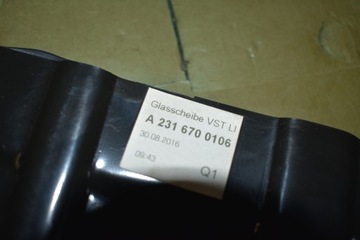 Glasscheibe VST LI
A 231 670 0106
30.08.2016
09:43
Q1